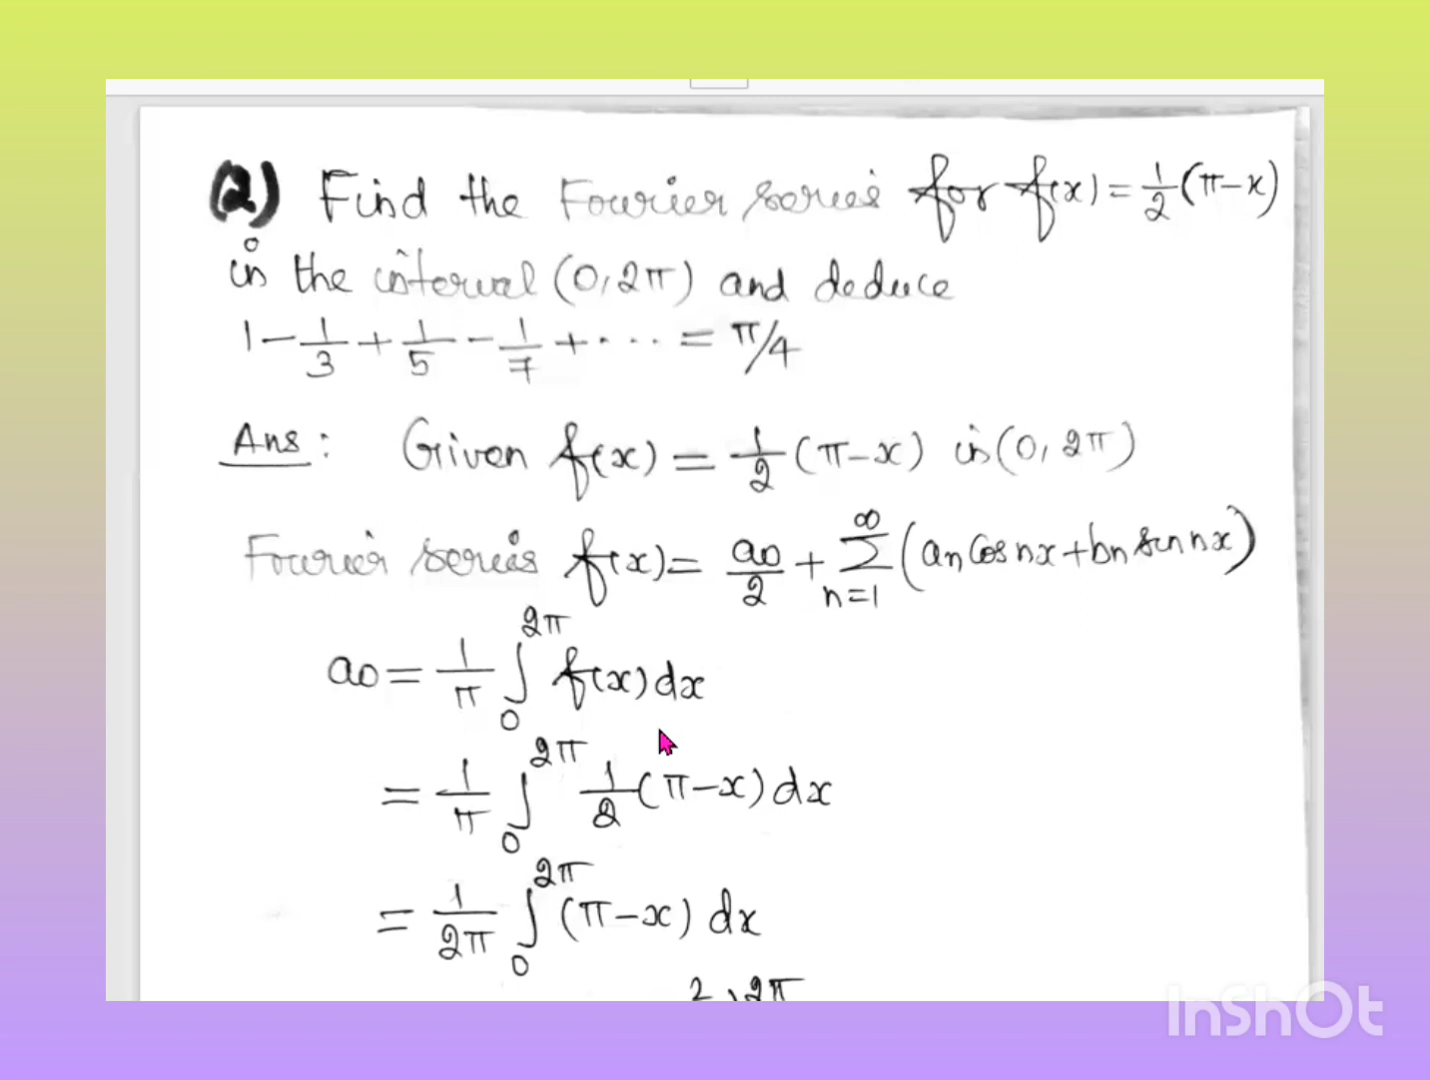 Q) Find the Fourier series for f(x) = 1/2 (π-x)
in the interval (0, 2π) and deduce
1 - 1/3 + 1/5 - 1/7 + ... = π/4
Ans: Given f(x) = 1/2 (π-x) in (0, 2π)
Fourier series f(x) = a0/2 + ∑_{n=1}^{∞} (an Cos nx + bn sin nx)
a0 = 1/π ∫_0^{2π} f(x) dx
= 1/π ∫_0^{2π} 1/2 (π-x) dx
= 1/2π ∫_0^{2π} (π-x) dx
2 ) 2π
InShOt